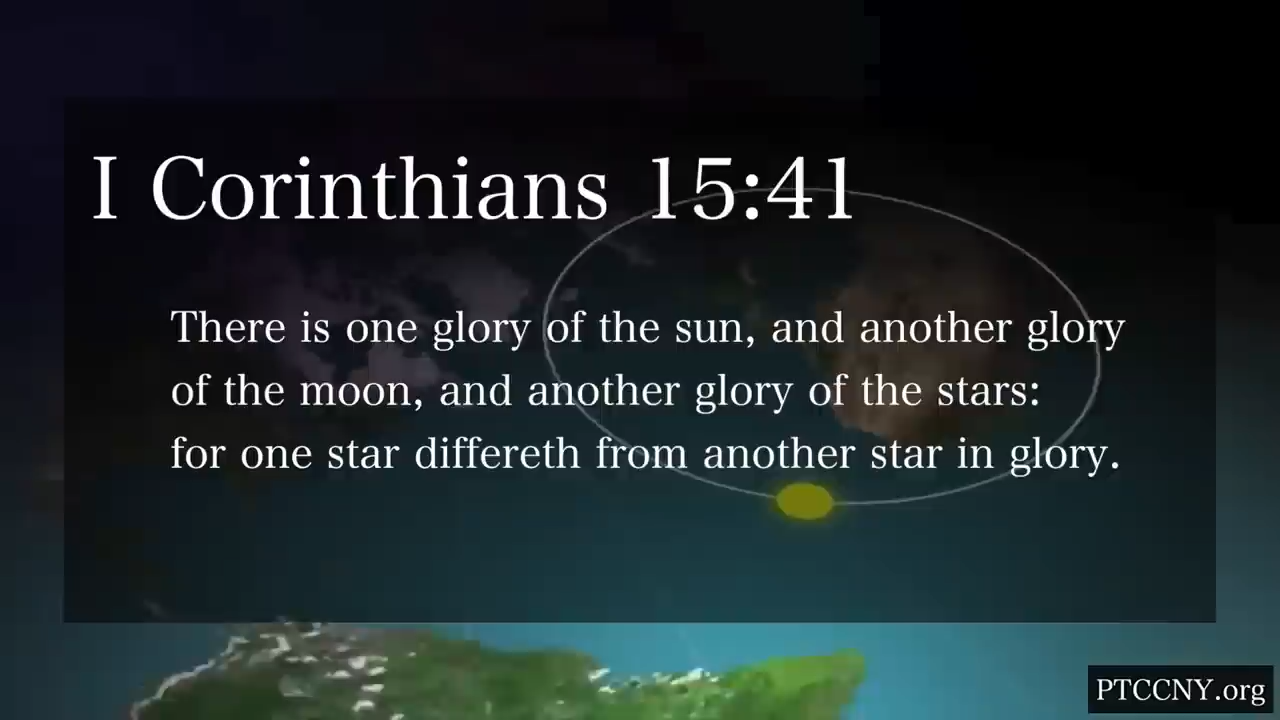 I Corinthians 15:41
There is one glory of the sun, and another glory
of the moon, and another glory of the stars:
for one star differeth from another star in glory.
PTCCNY.org